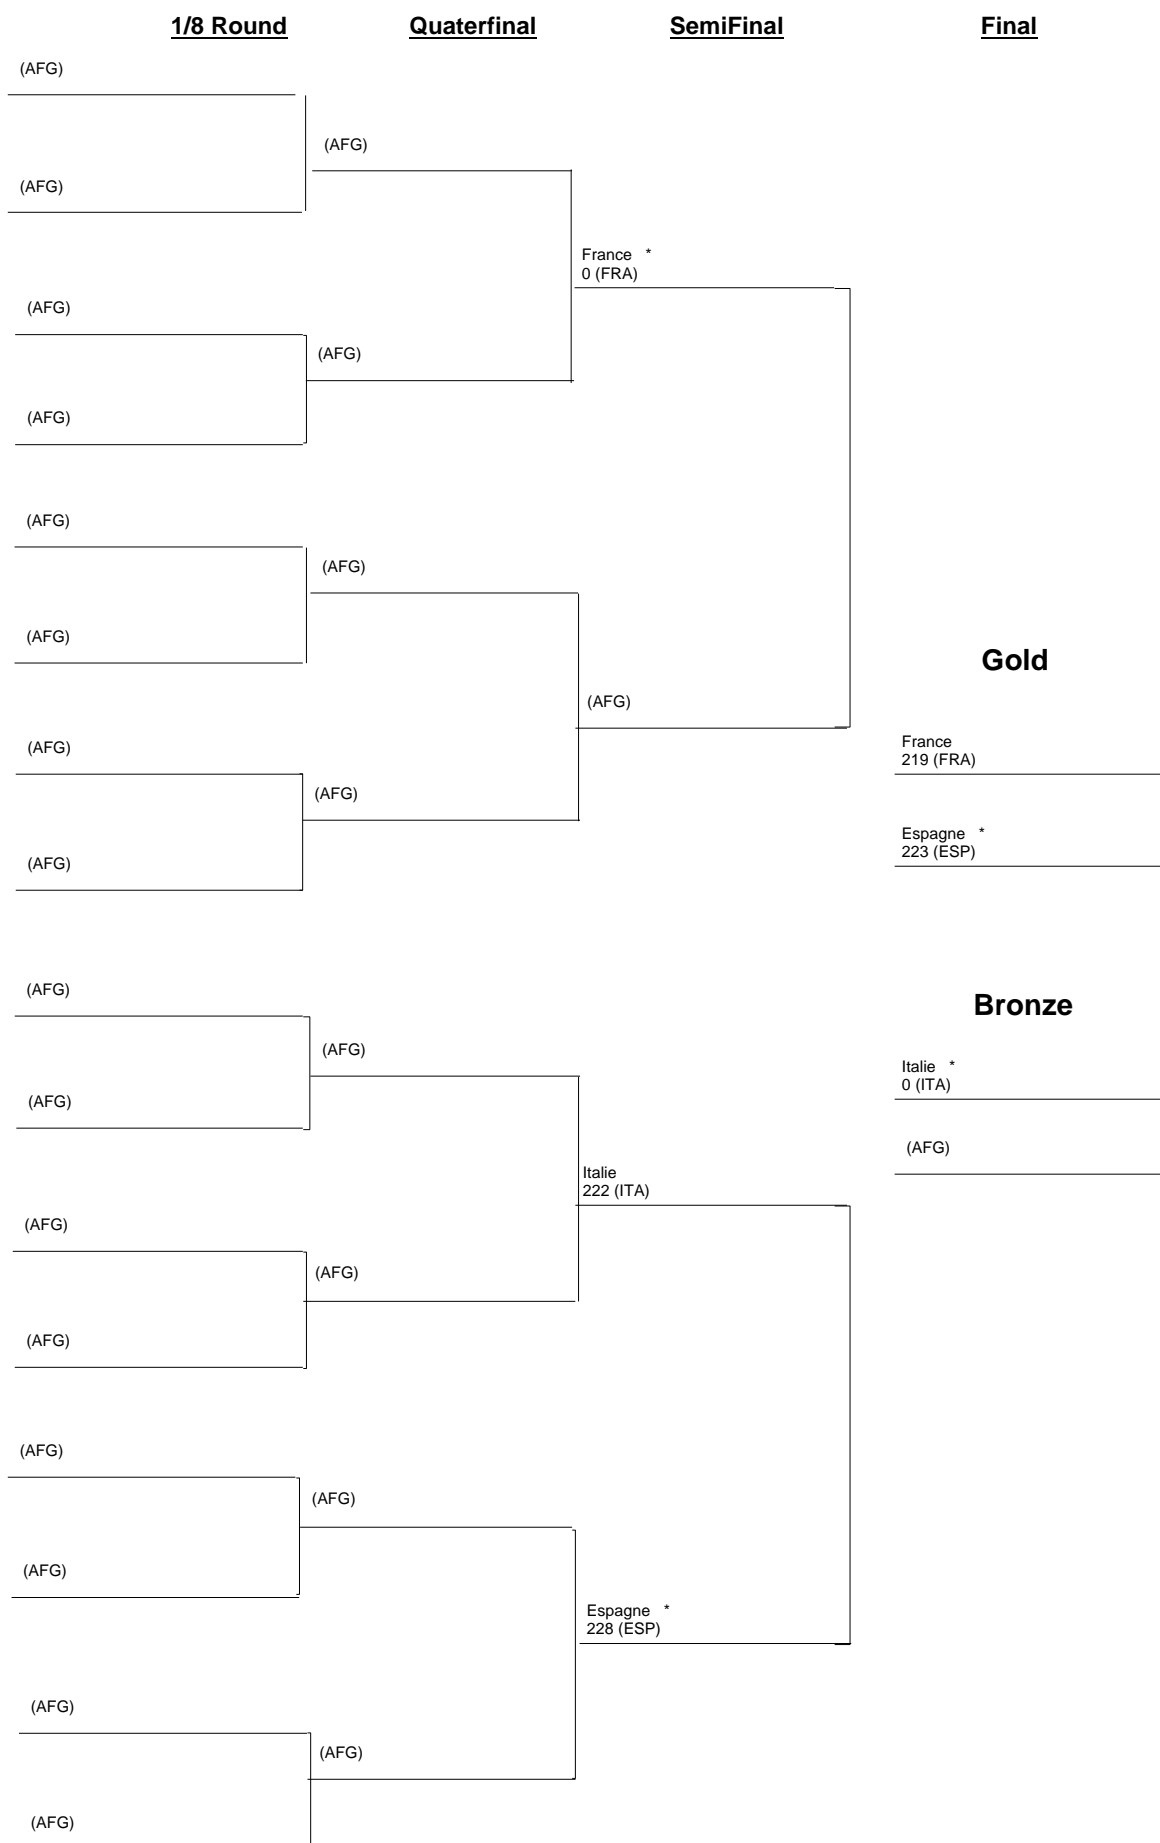 1/8 Round Quaterfinal SemiFinal Final
(AFG)
(AFG)
(AFG)
France *
0 (FRA)
(AFG)
(AFG)
(AFG)
(AFG)
(AFG)
(AFG)
Gold
(AFG)
France
219 (FRA)
(AFG)
(AFG)
Espagne *
223 (ESP)
(AFG)
(AFG)
Bronze
(AFG)
Italie *
0 (ITA)
(AFG)
(AFG)
Italie
222 (ITA)
(AFG)
(AFG)
(AFG)
(AFG)
(AFG)
(AFG)
Espagne *
228 (ESP)
(AFG)
(AFG)
(AFG)